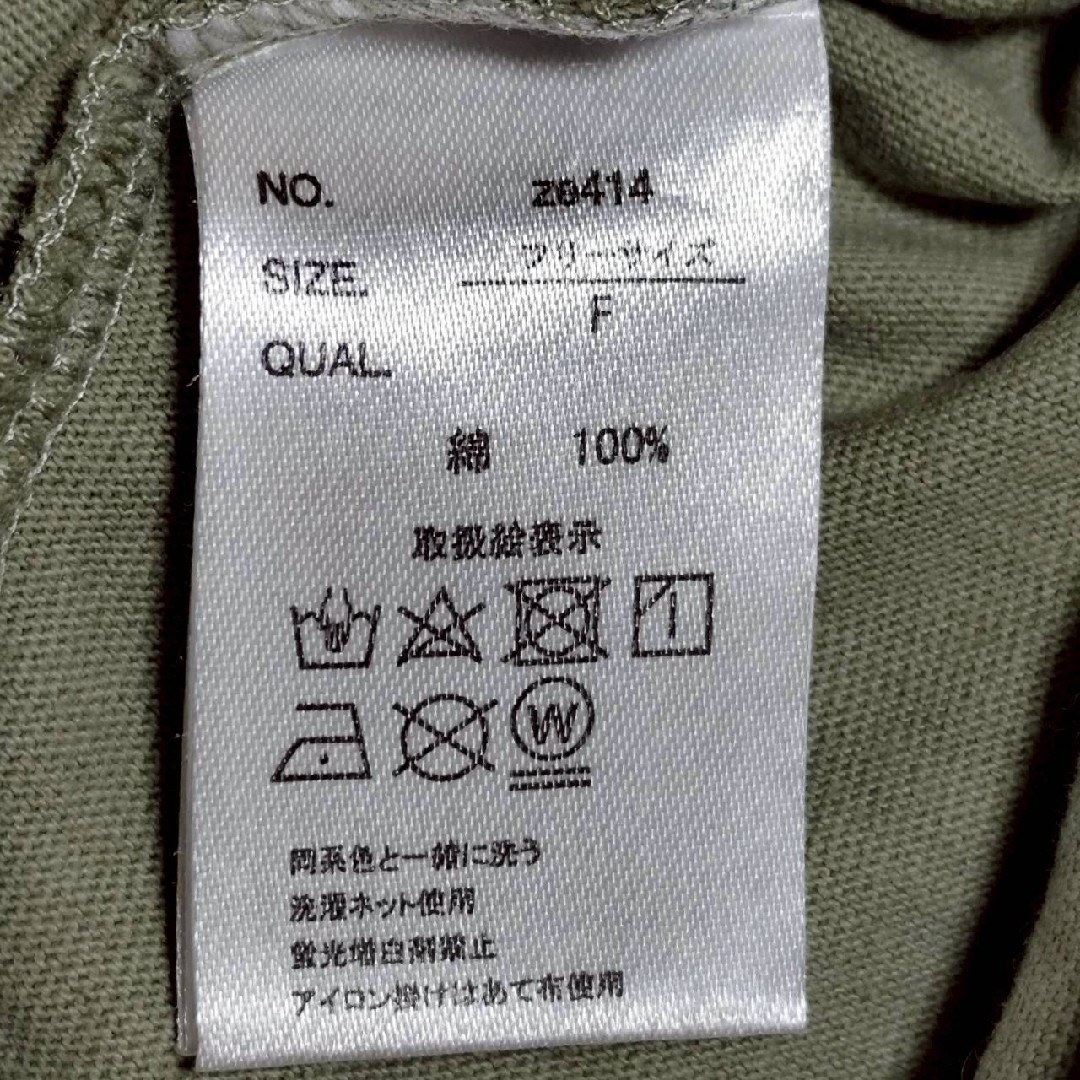 NO. ze414
SIZE. フリーサイズ
F
QUAL.
綿 100%
取扱絵表示
W
同系色と一緒に洗う
洗濯ネット使用
蛍光増白剤禁止
アイロン掛けはあて布使用